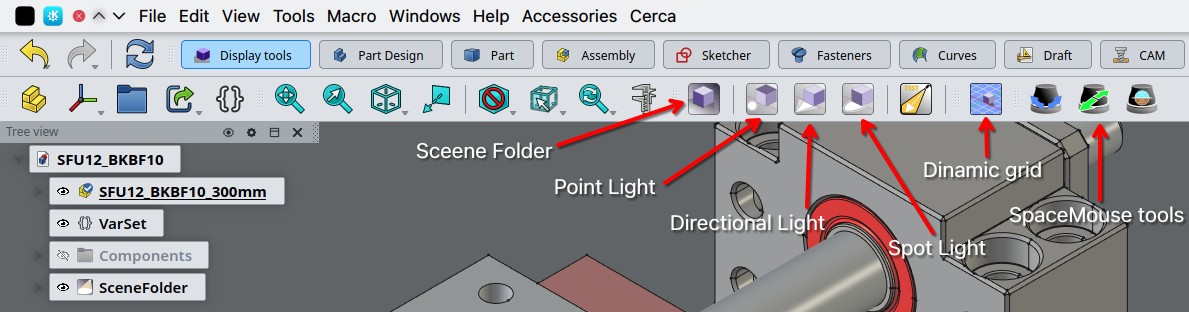 File Edit View Tools Macro Windows Help Accessories Cerca
Display tools Part Design Part Assembly Sketcher Fasteners Curves Draft CAM
TEST
Tree view
SFU12_BKBF10
SFU12_BKBF10_300mm
VarSet
Components
SceneFolder
Sceene Folder
Point Light
Directional Light
Spot Light
Dinamic grid
SpaceMouse tools